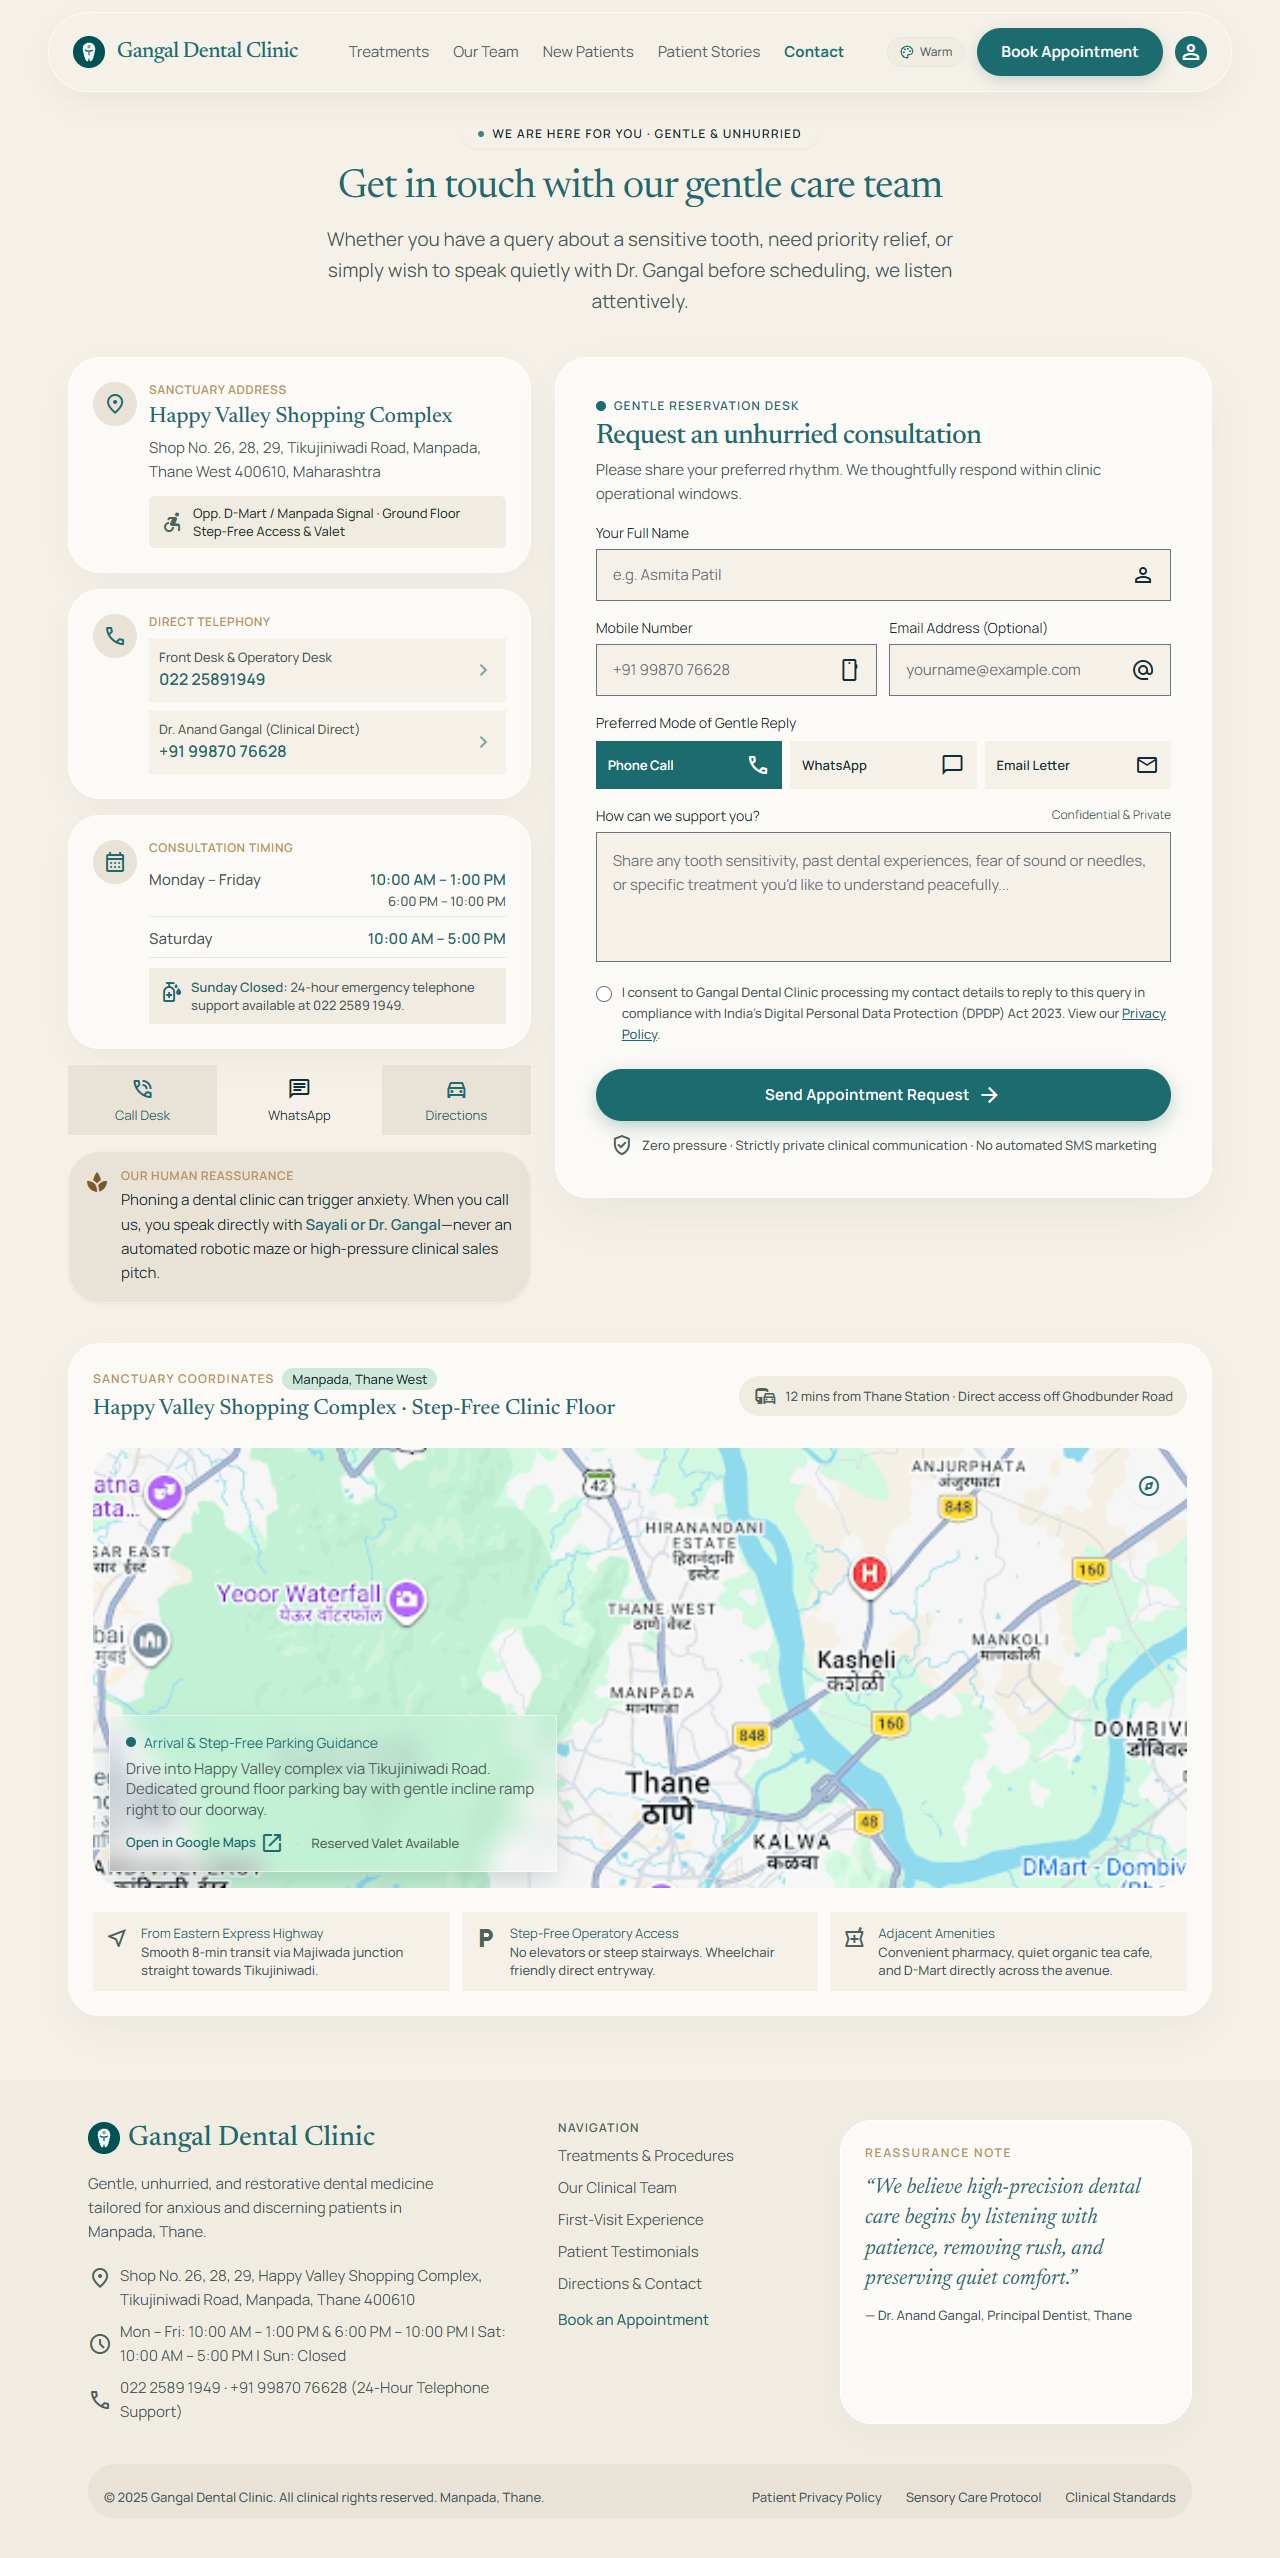 Gangal Dental Clinic
Treatments
Our Team
New Patients
Patient Stories
Contact
Warm
Book Appointment
WE ARE HERE FOR YOU · GENTLE & UNHURRIED
Get in touch with our gentle care team
Whether you have a query about a sensitive tooth, need priority relief, or
simply wish to speak quietly with Dr. Gangal before scheduling, we listen
attentively.
SANCTUARY ADDRESS
Happy Valley Shopping Complex
Shop No. 26, 28, 29, Tikujiniwadi Road, Manpada,
Thane West 400610, Maharashtra
Opp. D-Mart / Manpada Signal · Ground Floor
Step-Free Access & Valet
DIRECT TELEPHONY
Front Desk & Operatory Desk
022 25891949
Dr. Anand Gangal (Clinical Direct)
+91 99870 76628
CONSULTATION TIMING
Monday – Friday
10:00 AM – 1:00 PM
6:00 PM – 10:00 PM
Saturday
10:00 AM – 5:00 PM
Sunday Closed: 24-hour emergency telephone
support available at 022 2589 1949.
Call Desk
WhatsApp
Directions
OUR HUMAN REASSURANCE
Phoning a dental clinic can trigger anxiety. When you call
us, you speak directly with Sayali or Dr. Gangal—never an
automated robotic maze or high-pressure clinical sales
pitch.
GENTLE RESERVATION DESK
Request an unhurried consultation
Please share your preferred rhythm. We thoughtfully respond within clinic
operational windows.
Your Full Name
e.g. Asmita Patil
Mobile Number
Email Address (Optional)
+91 99870 76628
yourname@example.com
Preferred Mode of Gentle Reply
Phone Call
WhatsApp
Email Letter
How can we support you?
Confidential & Private
Share any tooth sensitivity, past dental experiences, fear of sound or needles,
or specific treatment you'd like to understand peacefully...
I consent to Gangal Dental Clinic processing my contact details to reply to this query in
compliance with India's Digital Personal Data Protection (DPDP) Act 2023. View our Privacy
Policy.
Send Appointment Request
Zero pressure · Strictly private clinical communication · No automated SMS marketing
SANCTUARY COORDINATES
Manpada, Thane West
Happy Valley Shopping Complex · Step-Free Clinic Floor
12 mins from Thane Station · Direct access off Ghodbunder Road
atna
ata...
SAR EAST
सार ईस्ट
42
ANJURPHATA
अंजुरफाटा
848
HIRANANDANI
ESTATE
हिरानंदानी
इस्टेट
H
160
Yeoor Waterfall
येऊर वॉटरफॉल
THANE WEST
ठाणे वेस्ट
bai
मुंबई
Kasheli
कशेळी
MANKOLI
माणकोली
MANPADA
मानपाडा
848
160
DOMBIVI
डोंबिवल
Thane
ठाणे
48
KALWA
कळवा
DMart - Dombiv
Arrival & Step-Free Parking Guidance
Drive into Happy Valley complex via Tikujiniwadi Road.
Dedicated ground floor parking bay with gentle incline ramp
right to our doorway.
Open in Google Maps
Reserved Valet Available
From Eastern Express Highway
Smooth 8-min transit via Majiwada junction
straight towards Tikujiniwadi.
Step-Free Operatory Access
No elevators or steep stairways. Wheelchair
friendly direct entryway.
Adjacent Amenities
Convenient pharmacy, quiet organic tea cafe,
and D-Mart directly across the avenue.
Gangal Dental Clinic
Gentle, unhurried, and restorative dental medicine
tailored for anxious and discerning patients in
Manpada, Thane.
Shop No. 26, 28, 29, Happy Valley Shopping Complex,
Tikujiniwadi Road, Manpada, Thane 400610
Mon – Fri: 10:00 AM – 1:00 PM & 6:00 PM – 10:00 PM | Sat:
10:00 AM – 5:00 PM | Sun: Closed
022 2589 1949 · +91 99870 76628 (24-Hour Telephone
Support)
NAVIGATION
Treatments & Procedures
Our Clinical Team
First-Visit Experience
Patient Testimonials
Directions & Contact
Book an Appointment
REASSURANCE NOTE
“We believe high-precision dental
care begins by listening with
patience, removing rush, and
preserving quiet comfort.”
— Dr. Anand Gangal, Principal Dentist, Thane
© 2025 Gangal Dental Clinic. All clinical rights reserved. Manpada, Thane.
Patient Privacy Policy
Sensory Care Protocol
Clinical Standards